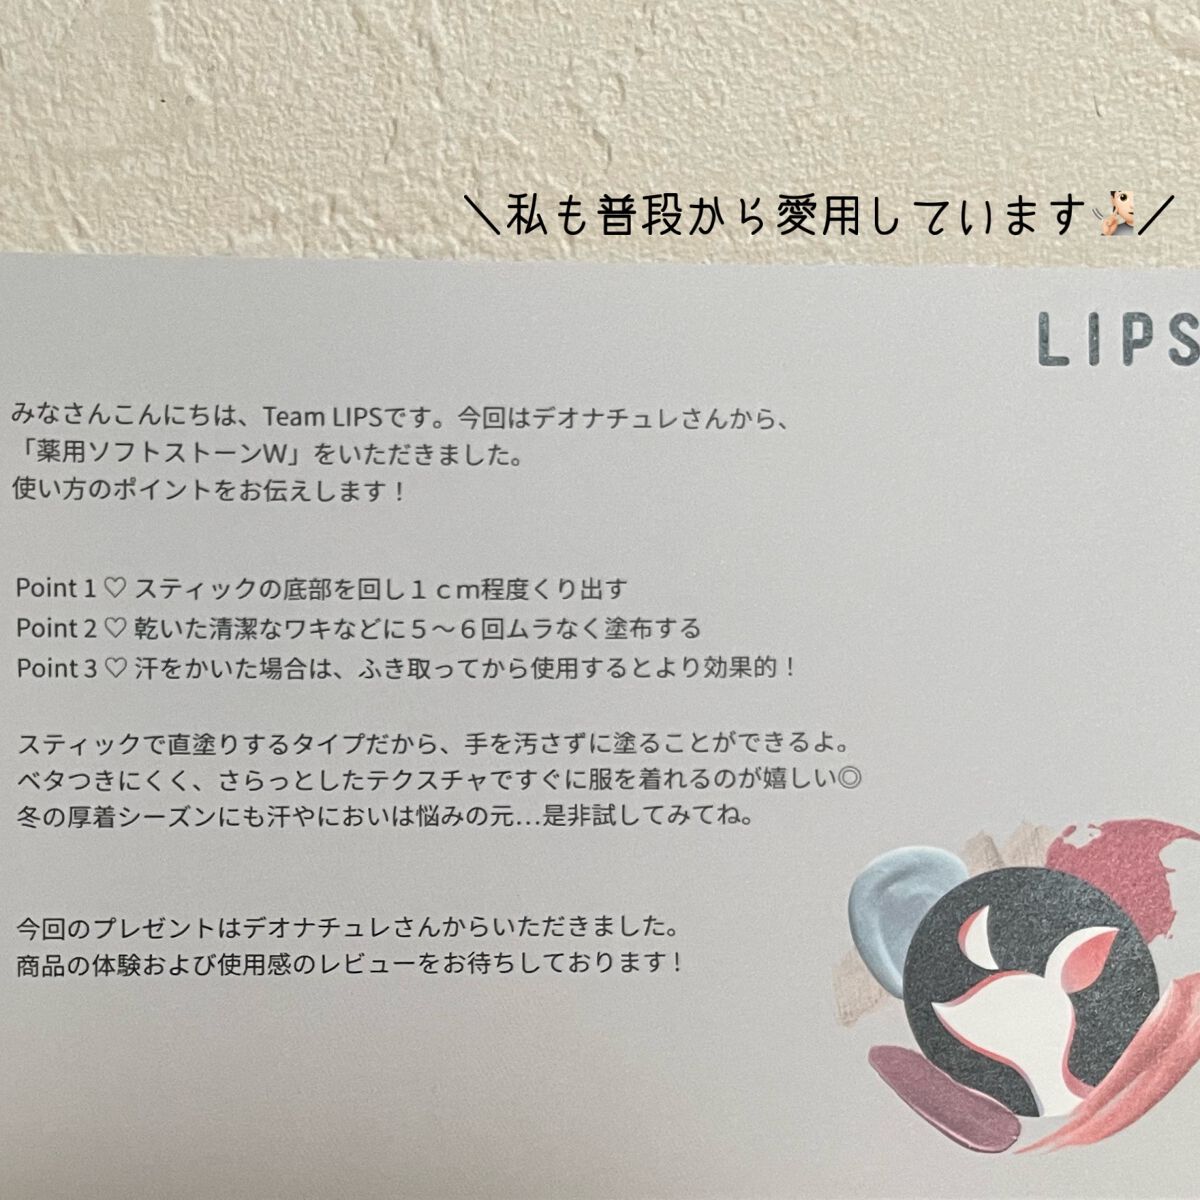 ＼私も普段から愛用しています🧏🏻／
LIPS
みなさんこんにちは、Team LIPSです。今回はデオナチュレさんから、
「薬用ソフトストーンW」をいただきました。
使い方のポイントをお伝えします！
Point 1 ♡ スティックの底部を回し１ｃｍ程度くり出す
Point 2 ♡ 乾いた清潔なワキなどに５～６回ムラなく塗布する
Point 3 ♡ 汗をかいた場合は、ふき取ってから使用するとより効果的！
スティックで直塗りするタイプだから、手を汚さずに塗ることができるよ。
ベタつきにくく、さらっとしたテクスチャですぐに服を着れるのが嬉しい◎
冬の厚着シーズンにも汗やにおいは悩みの元…是非試してみてね。
今回のプレゼントはデオナチュレさんからいただきました。
商品の体験および使用感のレビューをお待ちしております！